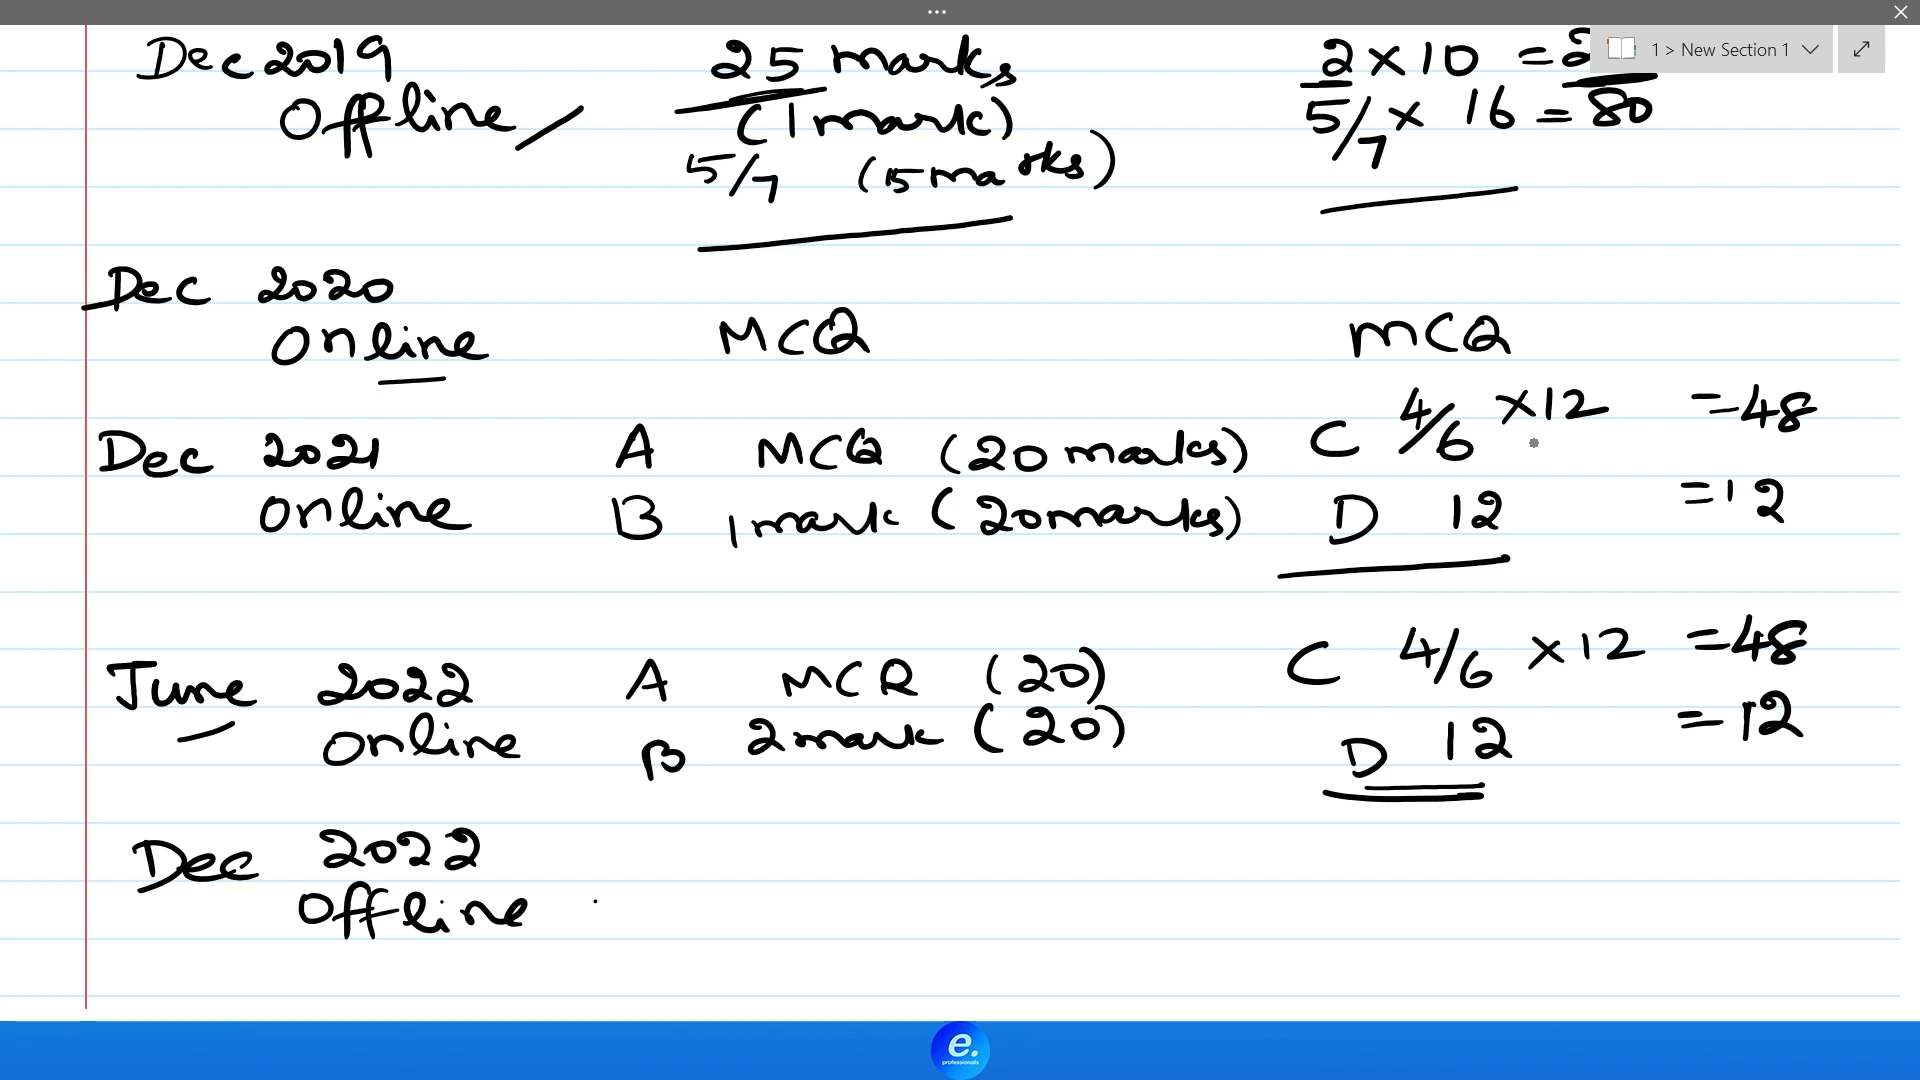 1 > New Section 1
Dec 2019 25 marks 2 × 10 =
Offline (1 mark) 5/7 × 16 = 80
5/7 (15 marks)
Dec 2020
Online MCQ MCQ
Dec 2021 A MCQ (20 marks) C 4/6 × 12 = 48
Online B 1 mark (20 marks) D 12 = 12
June 2022 A MCQ (20) C 4/6 × 12 = 48
Online B 2 mark (20) D 12 = 12
Dec 2022
Offline
e.
professionals